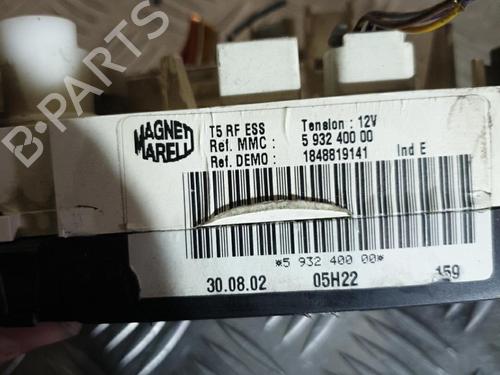 B-PARTS
MAGNETI MARELLI
T5 RF ESS Tension : 12V
Ref. MMC : 5 932 400 00
Ref. DEMO : 1848819141 Ind E
*5 932 400 00*
30.08.02 05H22 159